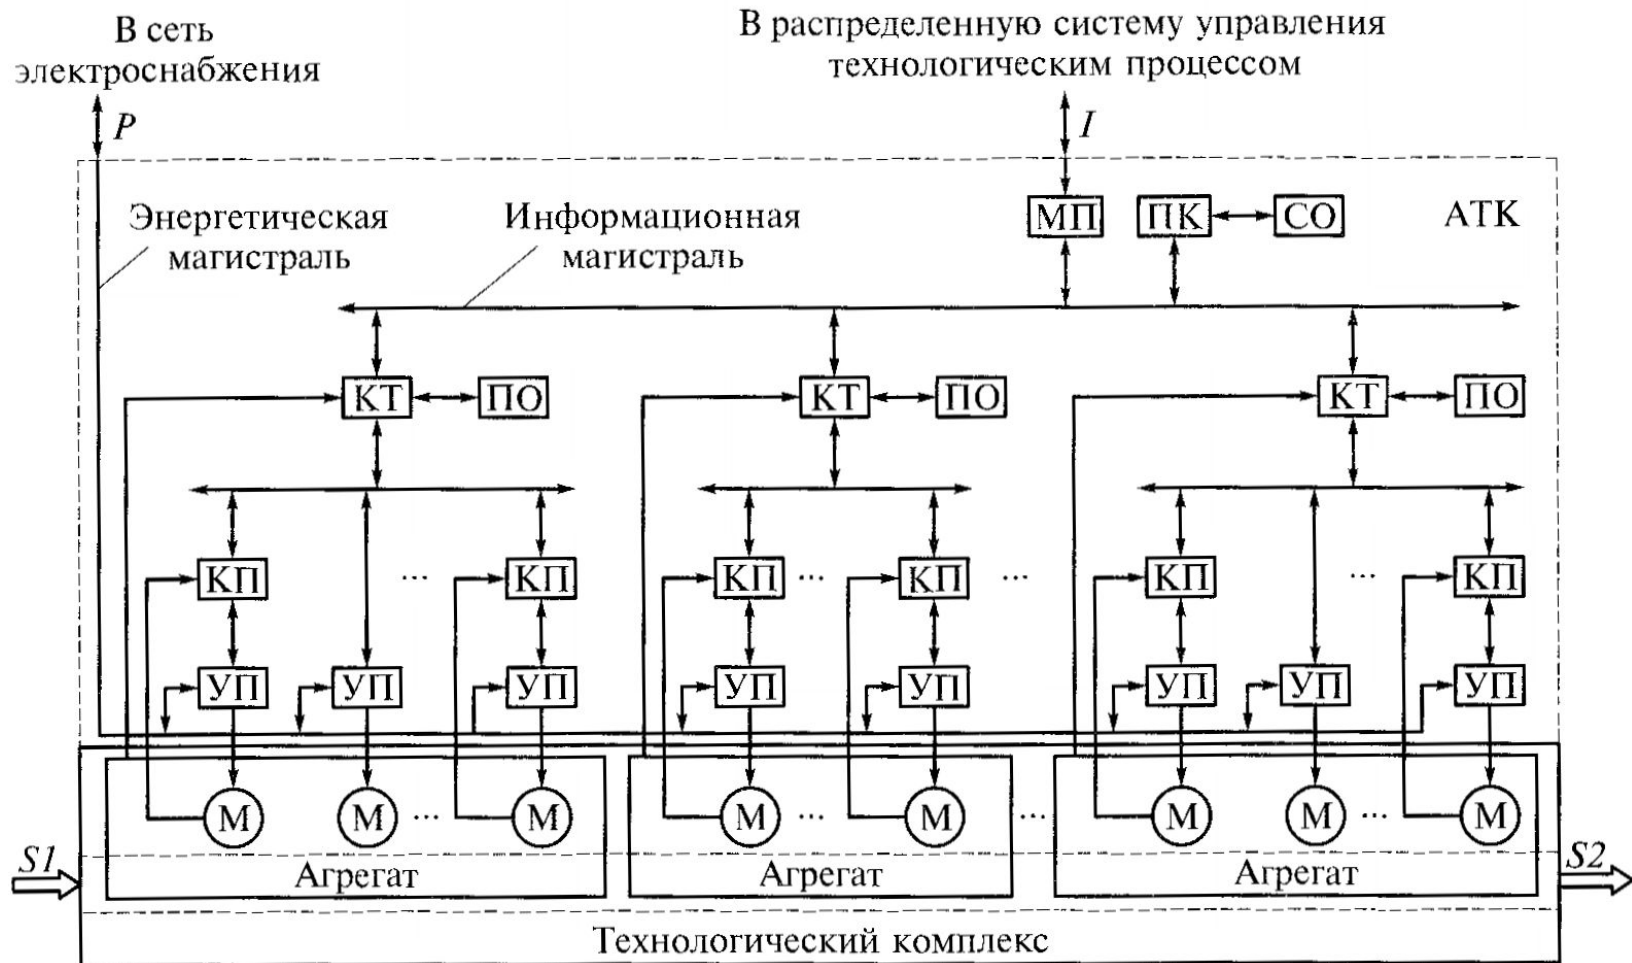 В сеть
электроснабжения
В распределенную систему управления
технологическим процессом
P
I
Энергетическая
магистраль
Информационная
магистраль
МП
ПК
СО
АТК
КТ
ПО
КТ
ПО
КТ
ПО
КП
...
КП
КП
...
КП
...
КП
...
КП
УП
УП
УП
УП
УП
УП
УП
УП
М
М
...
М
М
...
М
...
М
М
...
М
S1
Агрегат
Агрегат
Агрегат
S2
Технологический комплекс